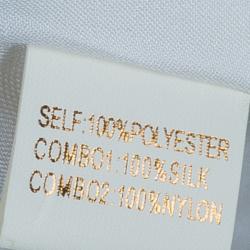 SELF:100%POLYESTER
COMBO1:100%SILK
COMBO2:100%NYLON